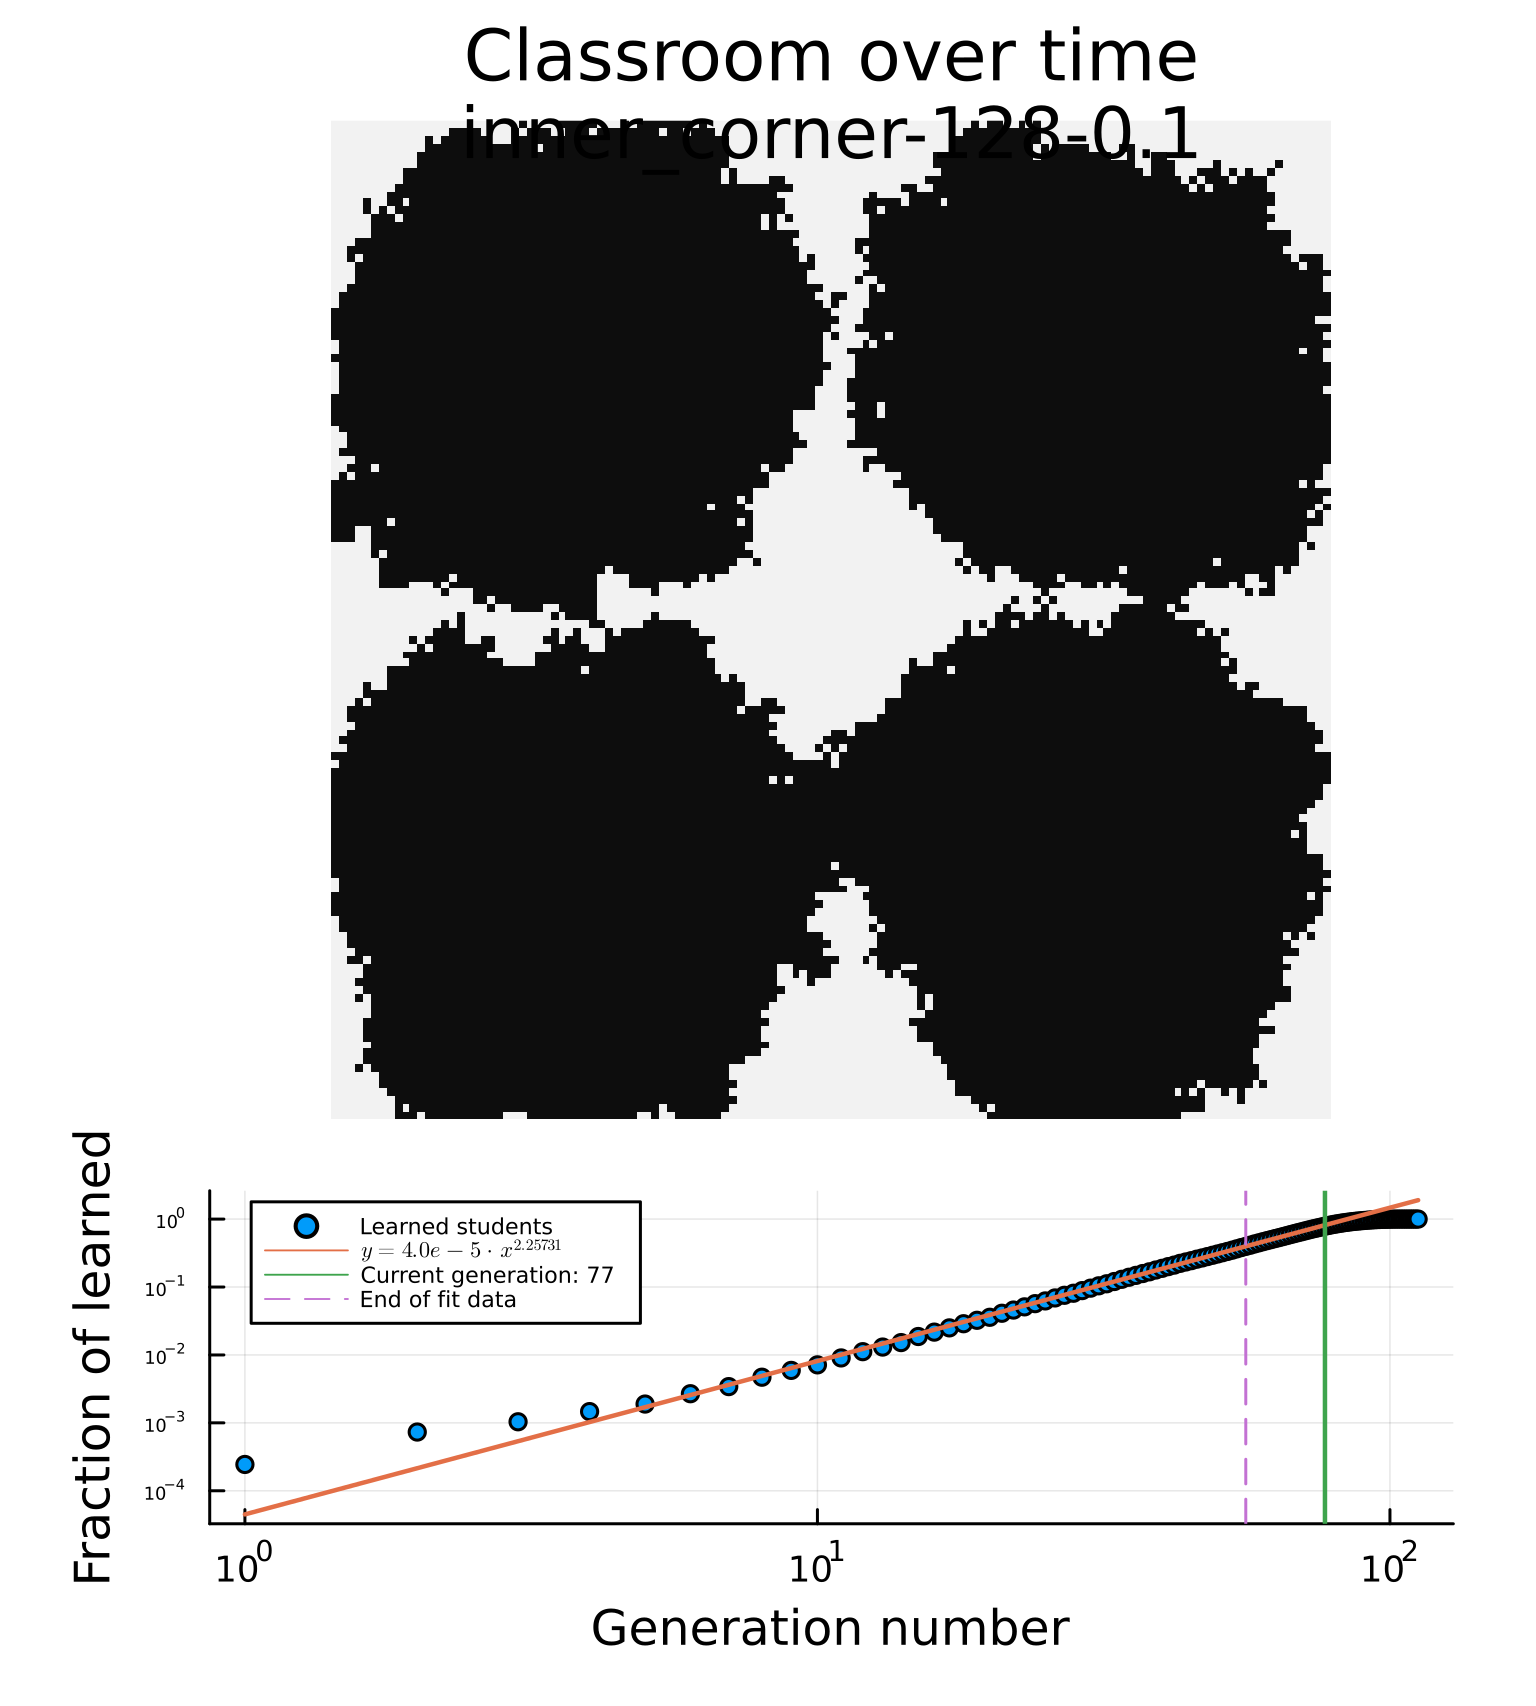 Classroom over time
inner_corner-128-0.1
Fraction of learned
10^0
10^-1
10^-2
10^-3
10^-4
Learned students
y = 4.0e − 5 · x^2.25731
Current generation: 77
End of fit data
10^0 10^1 10^2
Generation number